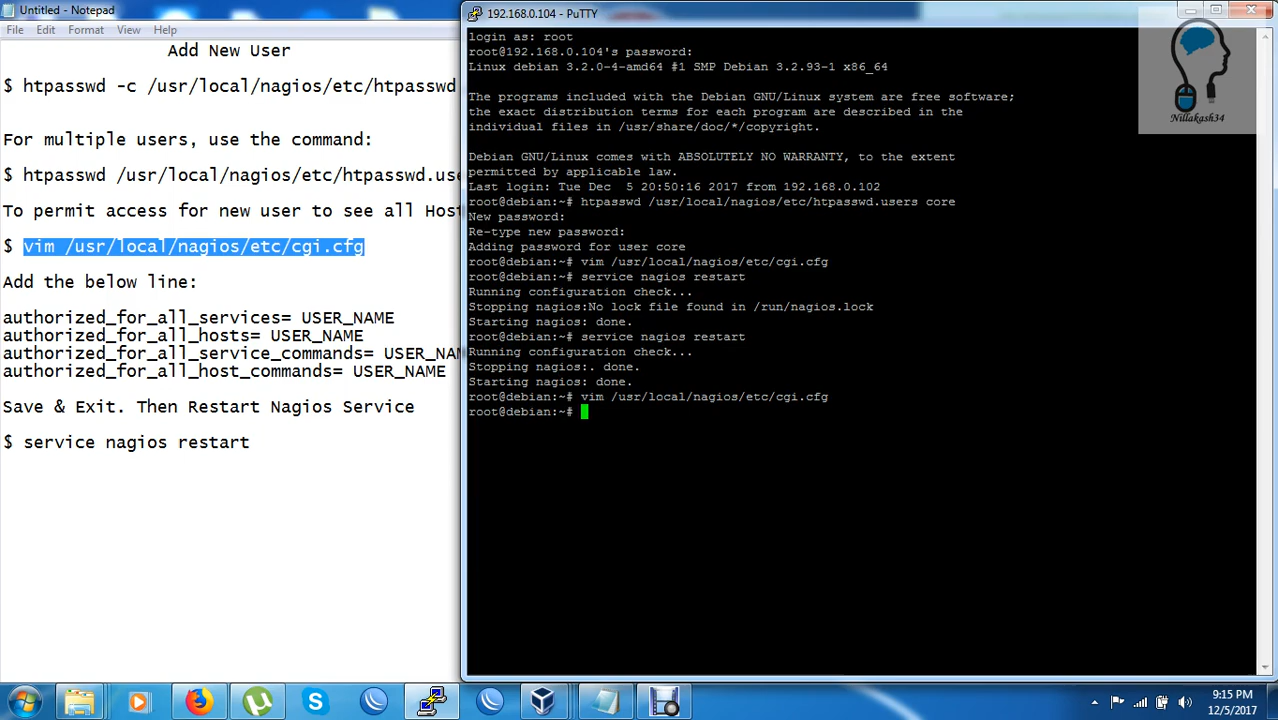 Untitled - Notepad
File Edit Format View Help
Add New User
$ htpasswd -c /usr/local/nagios/etc/htpasswd
For multiple users, use the command:
$ htpasswd /usr/local/nagios/etc/htpasswd.use
To permit access for new user to see all Host
$ vim /usr/local/nagios/etc/cgi.cfg
Add the below line:
authorized_for_all_services= USER_NAME
authorized_for_all_hosts= USER_NAME
authorized_for_all_service_commands= USER_NAM
authorized_for_all_host_commands= USER_NAME
Save & Exit. Then Restart Nagios Service
$ service nagios restart
192.168.0.104 - PuTTY
login as: root
root@192.168.0.104's password:
Linux debian 3.2.0-4-amd64 #1 SMP Debian 3.2.93-1 x86_64
The programs included with the Debian GNU/Linux system are free software;
the exact distribution terms for each program are described in the
individual files in /usr/share/doc/*/copyright.
Debian GNU/Linux comes with ABSOLUTELY NO WARRANTY, to the extent
permitted by applicable law.
Last login: Tue Dec  5 20:50:16 2017 from 192.168.0.102
root@debian:~# htpasswd /usr/local/nagios/etc/htpasswd.users core
New password:
Re-type new password:
Adding password for user core
root@debian:~# vim /usr/local/nagios/etc/cgi.cfg
root@debian:~# service nagios restart
Running configuration check...
Stopping nagios:No lock file found in /run/nagios.lock
Starting nagios: done.
root@debian:~# service nagios restart
Running configuration check...
Stopping nagios:. done.
Starting nagios: done.
root@debian:~# vim /usr/local/nagios/etc/cgi.cfg
root@debian:~#
Nillakash34
9:15 PM
12/5/2017